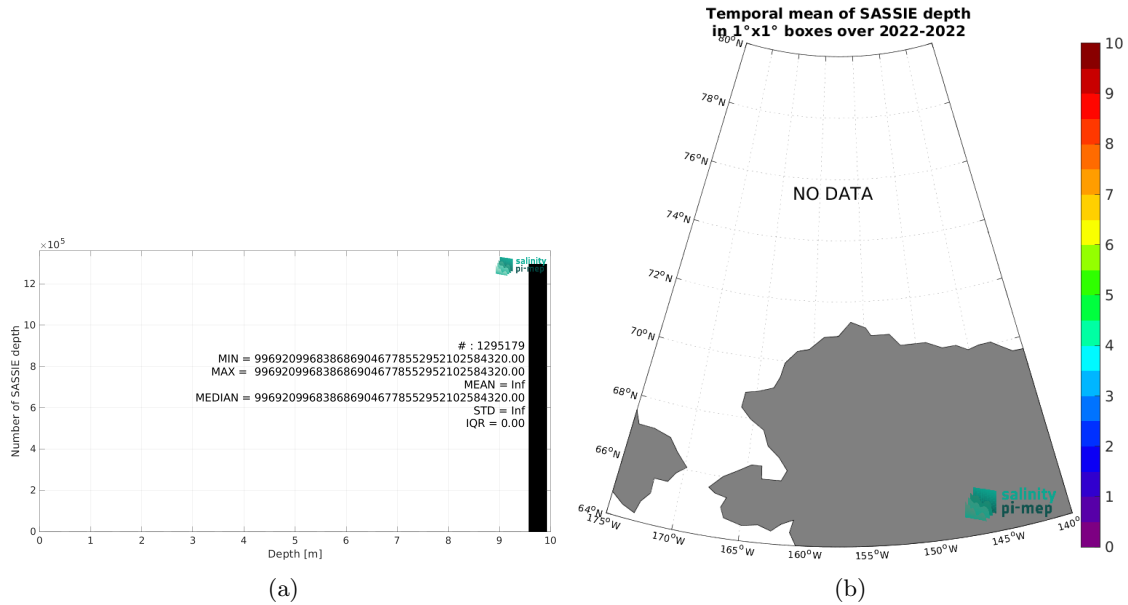 ×10⁵
12
10
8
6
4
2
0
Number of SASSIE depth
salinity
pi-mep
# : 1295179
MIN = 9969209968386869046778552952102584320.00
MAX = 9969209968386869046778552952102584320.00
MEAN = Inf
MEDIAN = 9969209968386869046778552952102584320.00
STD = Inf
IQR = 0.00
0 1 2 3 4 5 6 7 8 9 10
Depth [m]
(a)
Temporal mean of SASSIE depth
in 1°x1° boxes over 2022-2022
80°N
78°N
76°N
74°N
72°N
70°N
68°N
66°N
64°N
NO DATA
175°W
170°W
165°W
160°W
155°W
150°W
145°W
salinity
pi-mep
10
9
8
7
6
5
4
3
2
1
0
(b)